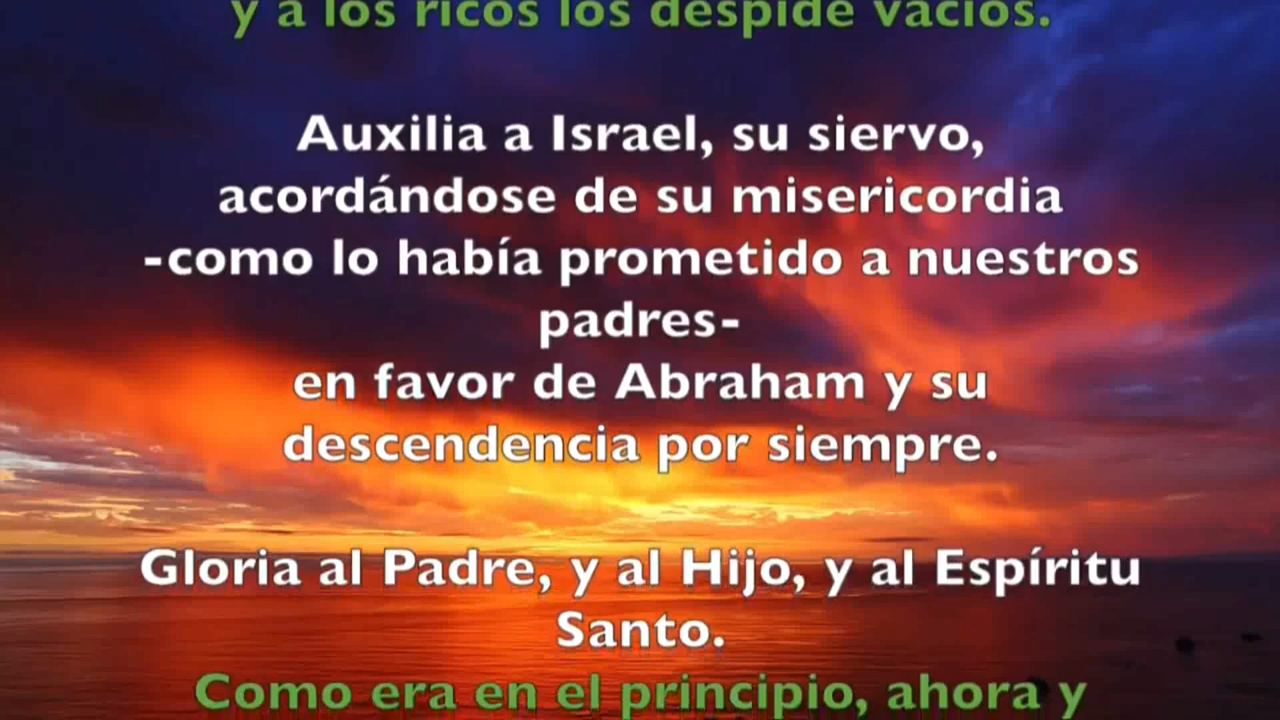 y a los ricos los despide vacíos.
Auxilia a Israel, su siervo,
acordándose de su misericordia
-como lo había prometido a nuestros
padres-
en favor de Abraham y su
descendencia por siempre.
Gloria al Padre, y al Hijo, y al Espíritu
Santo.
Como era en el principio, ahora y